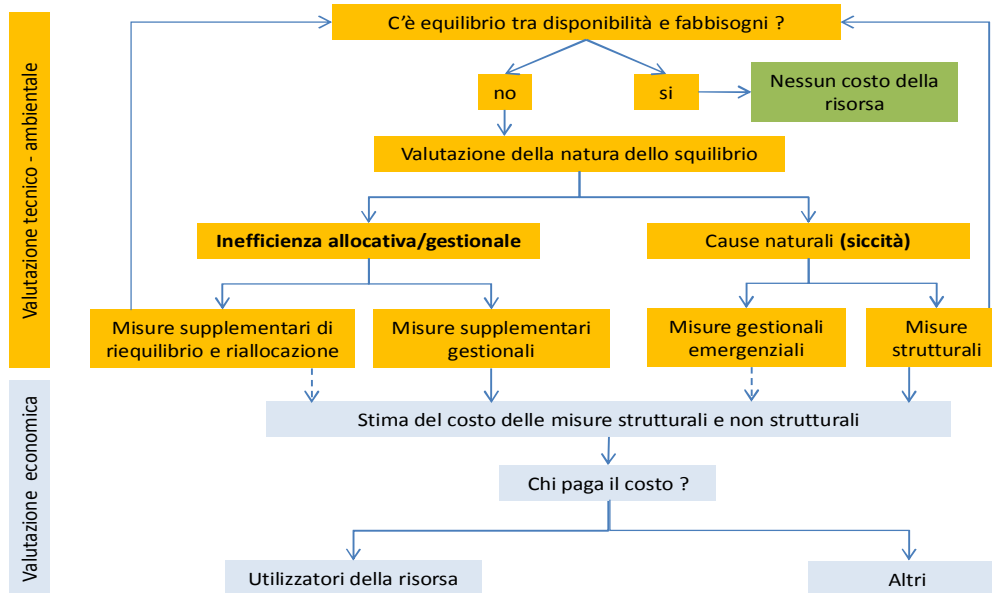 C'è equilibrio tra disponibilità e fabbisogni ?
no
si
Nessun costo della
risorsa
Valutazione della natura dello squilibrio
Inefficienza allocativa/gestionale
Cause naturali (siccità)
Misure supplementari di
riequilibrio e riallocazione
Misure supplementari
gestionali
Misure gestionali
emergenziali
Misure
strutturali
Valutazione tecnico - ambientale
Stima del costo delle misure strutturali e non strutturali
Chi paga il costo ?
Utilizzatori della risorsa
Altri
Valutazione economica